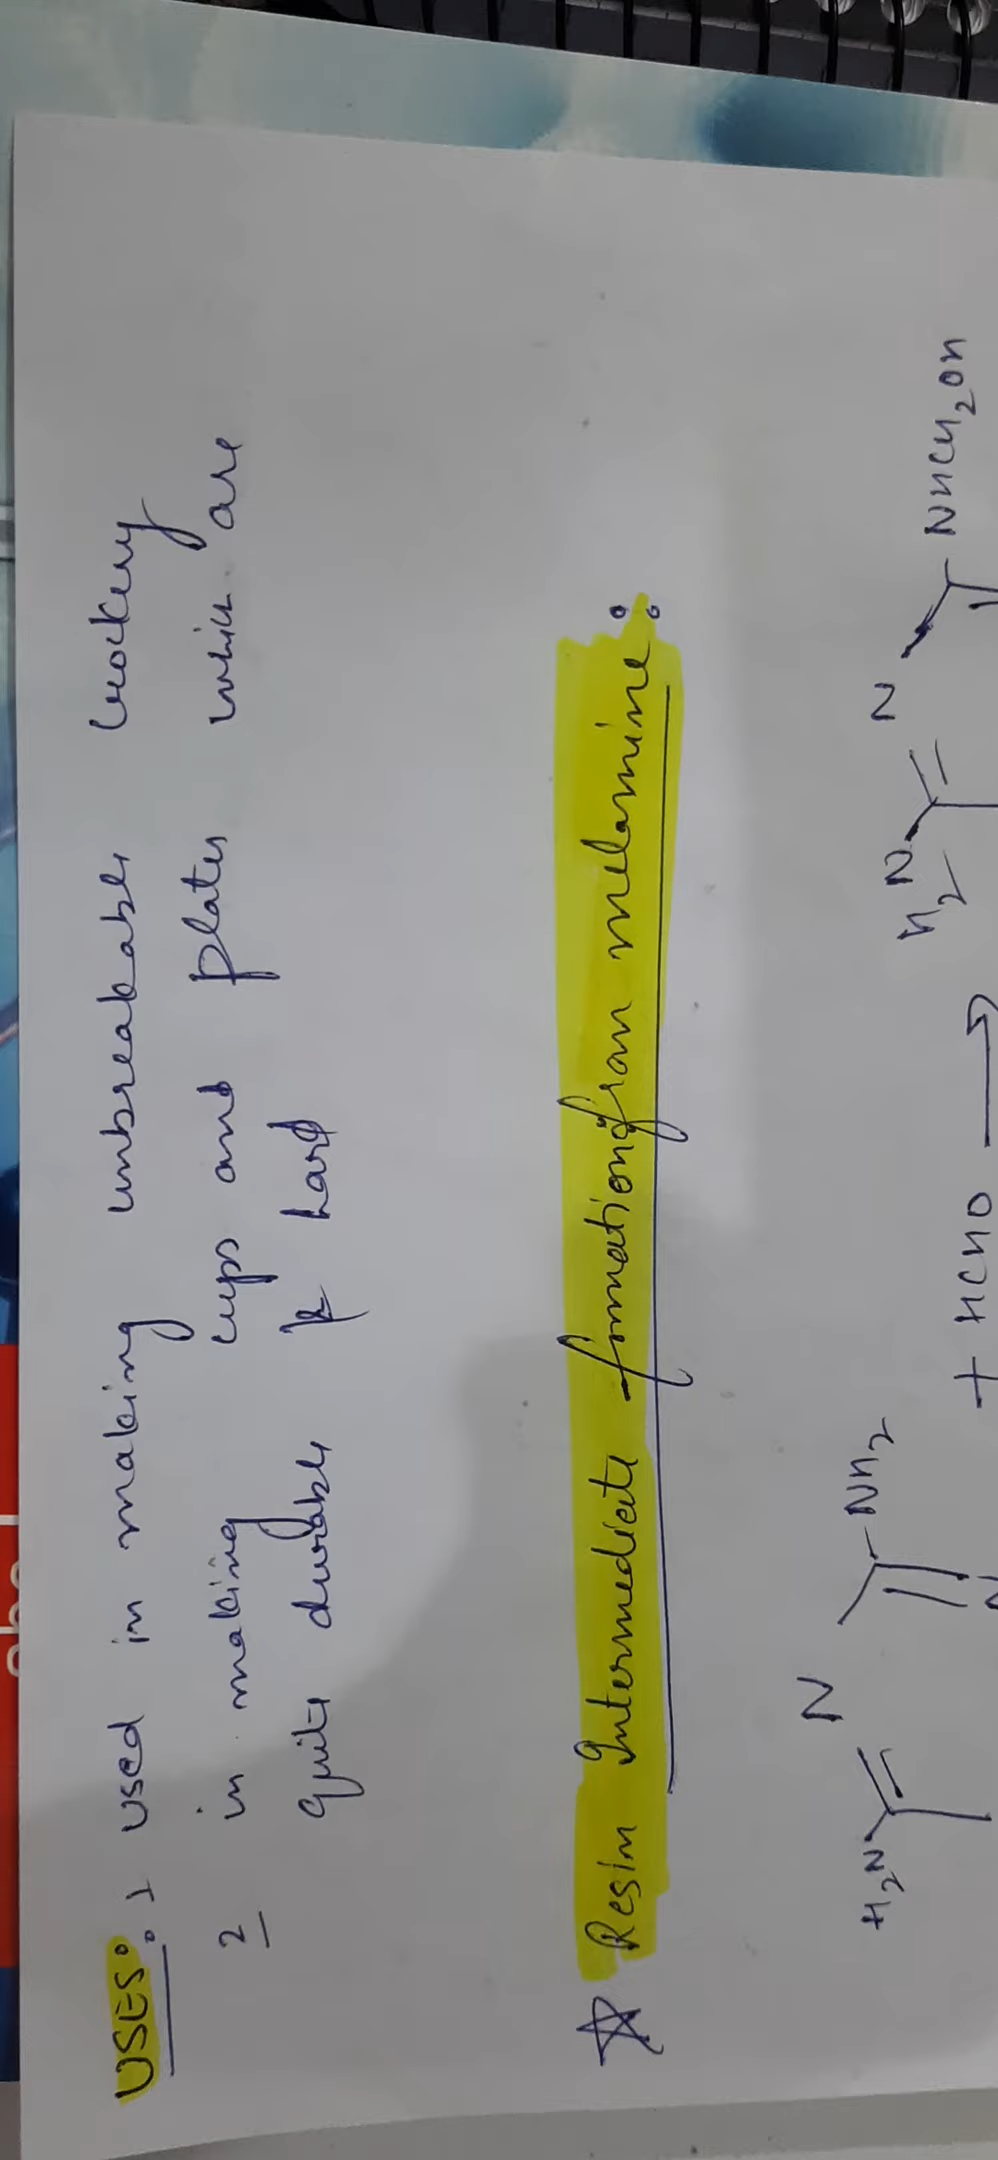 USES: 1 used in making unbreakable crockery
2 in making cups and plates which are
quite durable & hard
☆ Resin Intermediate formation from melamine:
H2N N NH2 + HCHO → H2N N NHCH2OH
N